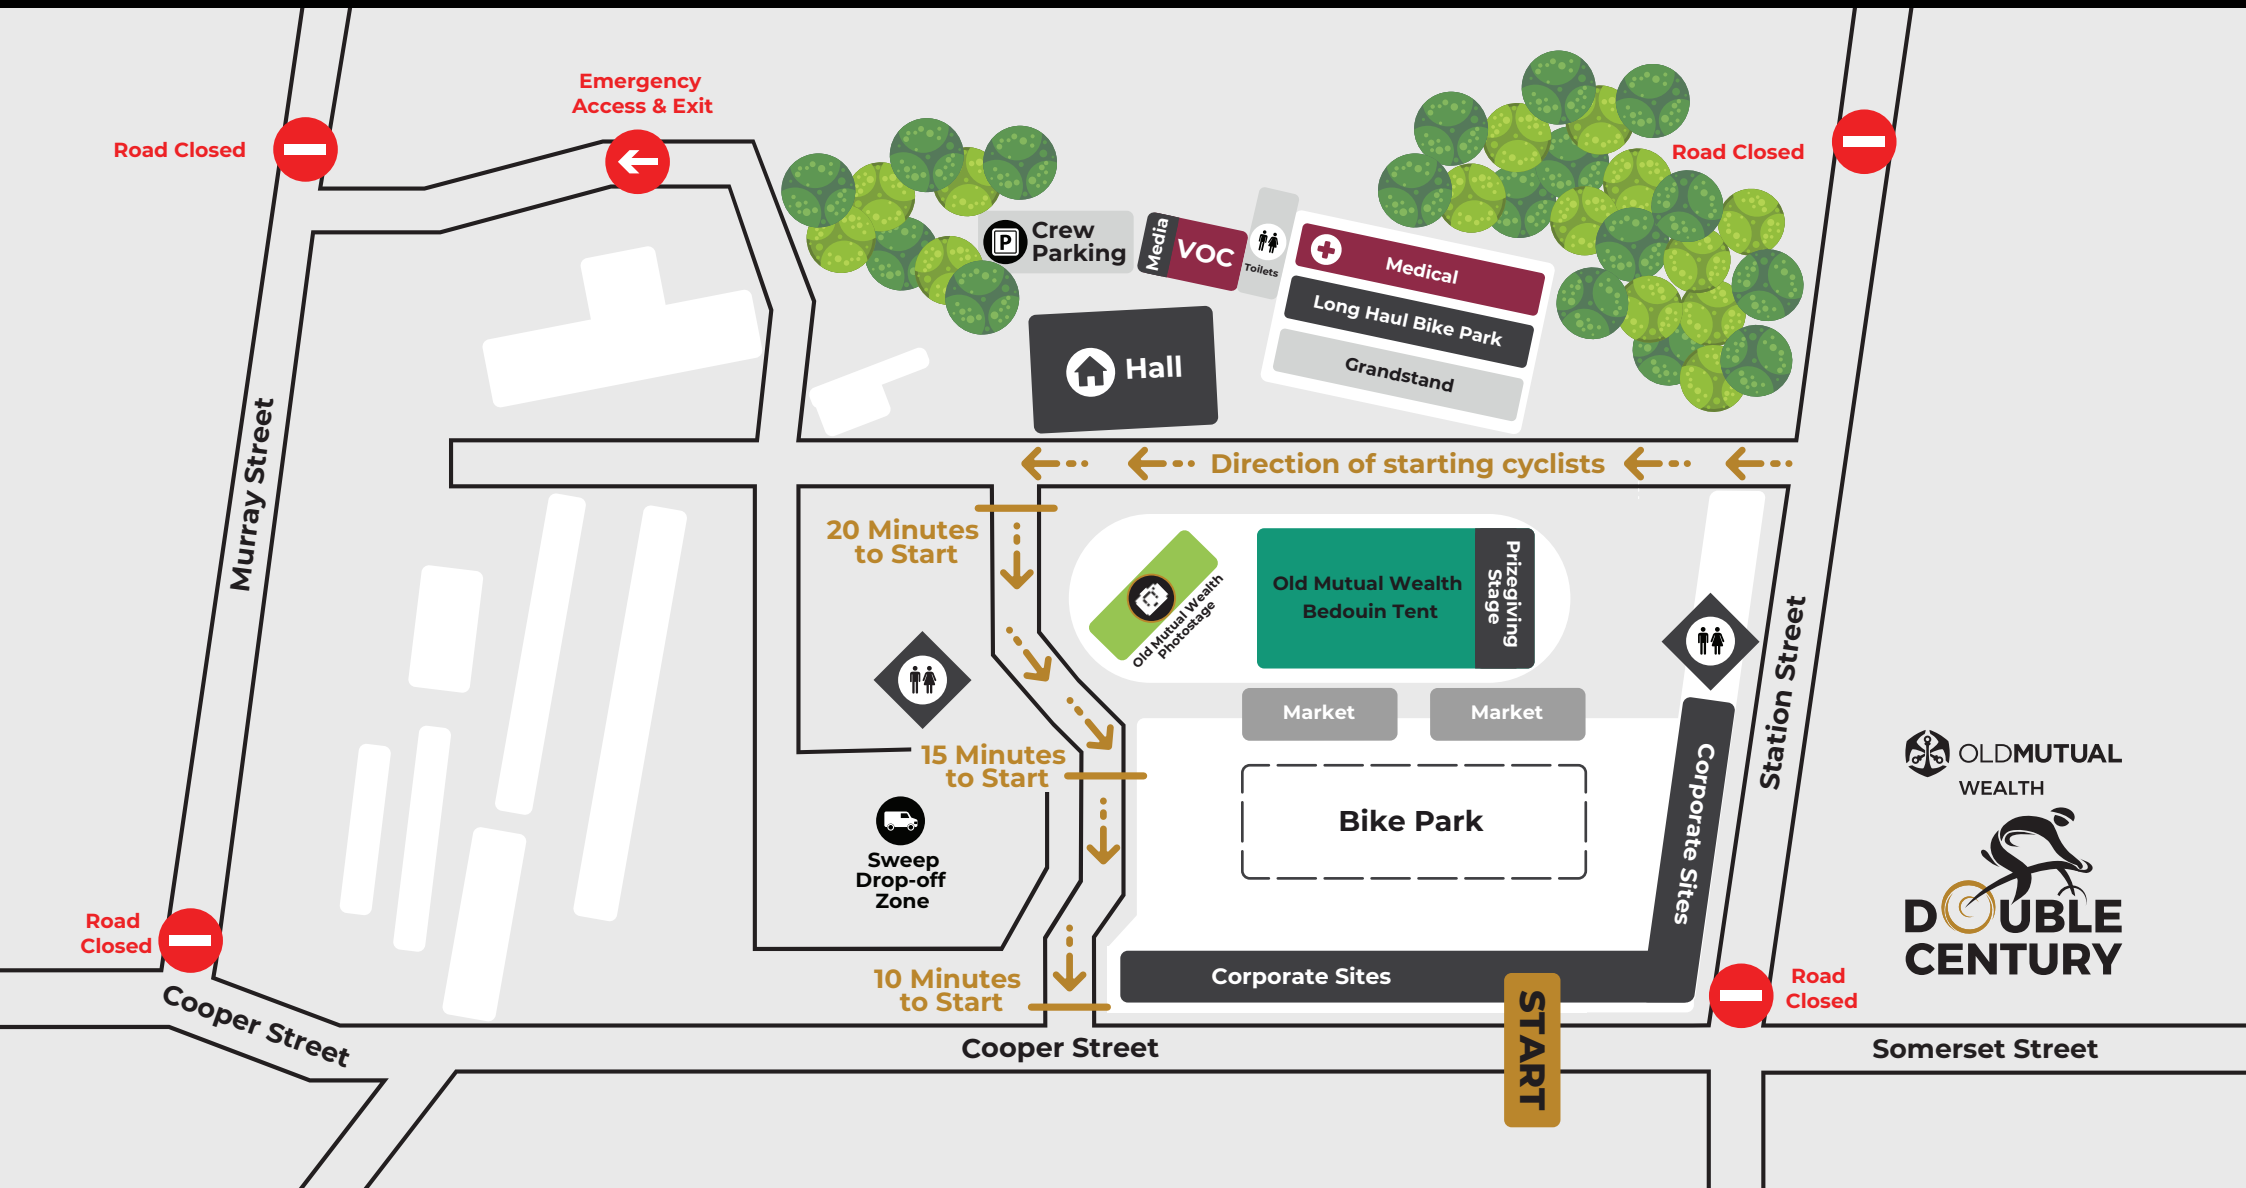 Emergency
Access & Exit
Road Closed
Road Closed
P
Crew
Parking
Media
VOC
Toilets
Medical
Long Haul Bike Park
Grandstand
Hall
Direction of starting cyclists
Murray Street
20 Minutes
to Start
Old Mutual Wealth
Photostage
Old Mutual Wealth
Bedouin Tent
Prizegiving
Stage
Station Street
Market
Market
15 Minutes
to Start
Bike Park
Corporate Sites
OLDMUTUAL
WEALTH
DOUBLE
CENTURY
Sweep
Drop-off
Zone
Road
Closed
10 Minutes
to Start
Corporate Sites
START
Road
Closed
Cooper Street
Cooper Street
Somerset Street